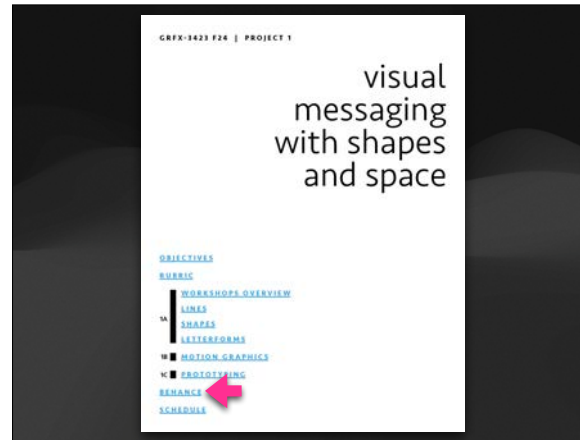 GRFX-3423 F24 | PROJECT 1
visual
messaging
with shapes
and space
OBJECTIVES
RUBRIC
WORKSHOPS OVERVIEW
LINES
1A
SHAPES
LETTERFORMS
1B MOTION GRAPHICS
1C PROTOTYPING
BEHANCE
SCHEDULE